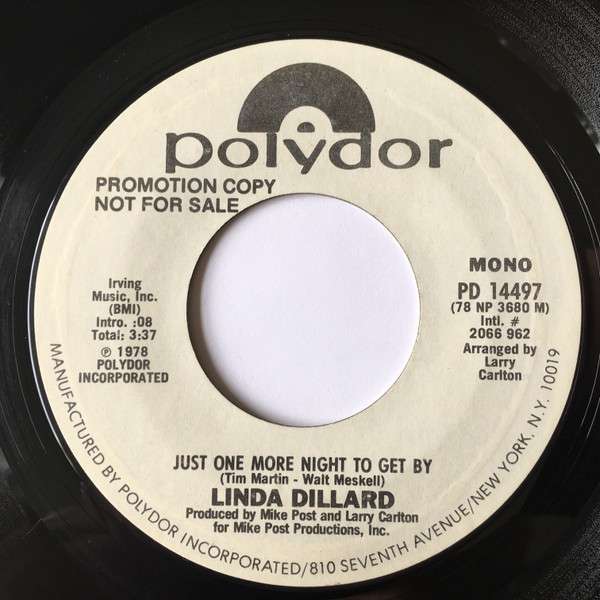 polydor
PROMOTION COPY
NOT FOR SALE
Irving
Music, Inc.
(BMI)
Intro. :08
Total: 3:37
℗ 1978
POLYDOR
INCORPORATED
MONO
PD 14497
(78 NP 3680 M)
Intl. #
2066 962
Arranged by
Larry
Carlton
JUST ONE MORE NIGHT TO GET BY
(Tim Martin - Walt Meskell)
LINDA DILLARD
Produced by Mike Post and Larry Carlton
for Mike Post Productions, Inc.
MANUFACTURED BY POLYDOR INCORPORATED/810 SEVENTH AVENUE/NEW YORK, N.Y. 10019